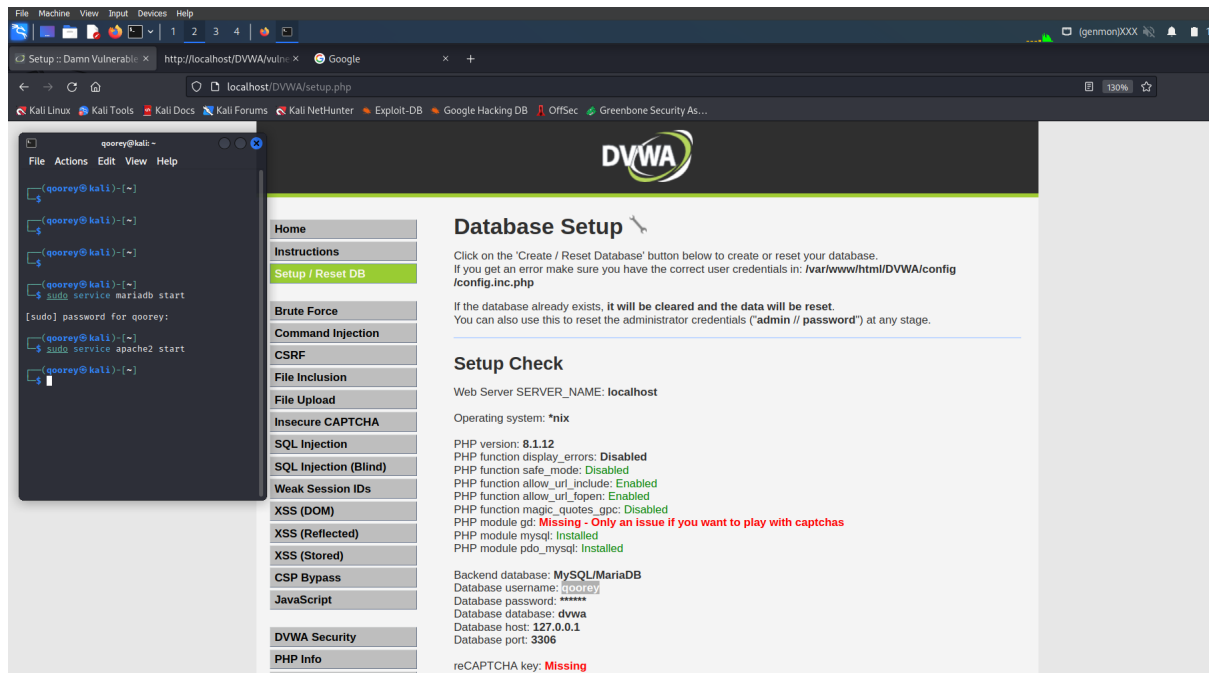 File Machine View Input Devices Help
1 2 3 4
(genmon)XXX
Setup :: Damn Vulnerable × http://localhost/DVWA/vulne × Google × +
localhost/DVWA/setup.php 130%
Kali Linux Kali Tools Kali Docs Kali Forums Kali NetHunter Exploit-DB Google Hacking DB OffSec Greenbone Security As...
qoorey@kali: ~
File Actions Edit View Help
(qoorey㉿kali)-[~]
$
(qoorey㉿kali)-[~]
$
(qoorey㉿kali)-[~]
$
(qoorey㉿kali)-[~]
$ sudo service mariadb start
[sudo] password for qoorey:
(qoorey㉿kali)-[~]
$ sudo service apache2 start
(qoorey㉿kali)-[~]
$
DVWA
Home
Instructions
Setup / Reset DB
Brute Force
Command Injection
CSRF
File Inclusion
File Upload
Insecure CAPTCHA
SQL Injection
SQL Injection (Blind)
Weak Session IDs
XSS (DOM)
XSS (Reflected)
XSS (Stored)
CSP Bypass
JavaScript
DVWA Security
PHP Info
Database Setup
Click on the 'Create / Reset Database' button below to create or reset your database.
If you get an error make sure you have the correct user credentials in: /var/www/html/DVWA/config
/config.inc.php
If the database already exists, it will be cleared and the data will be reset.
You can also use this to reset the administrator credentials ("admin // password") at any stage.
Setup Check
Web Server SERVER_NAME: localhost
Operating system: *nix
PHP version: 8.1.12
PHP function display_errors: Disabled
PHP function safe_mode: Disabled
PHP function allow_url_include: Enabled
PHP function allow_url_fopen: Enabled
PHP function magic_quotes_gpc: Disabled
PHP module gd: Missing - Only an issue if you want to play with captchas
PHP module mysql: Installed
PHP module pdo_mysql: Installed
Backend database: MySQL/MariaDB
Database username: qoorey
Database password: ******
Database database: dvwa
Database host: 127.0.0.1
Database port: 3306
reCAPTCHA key: Missing